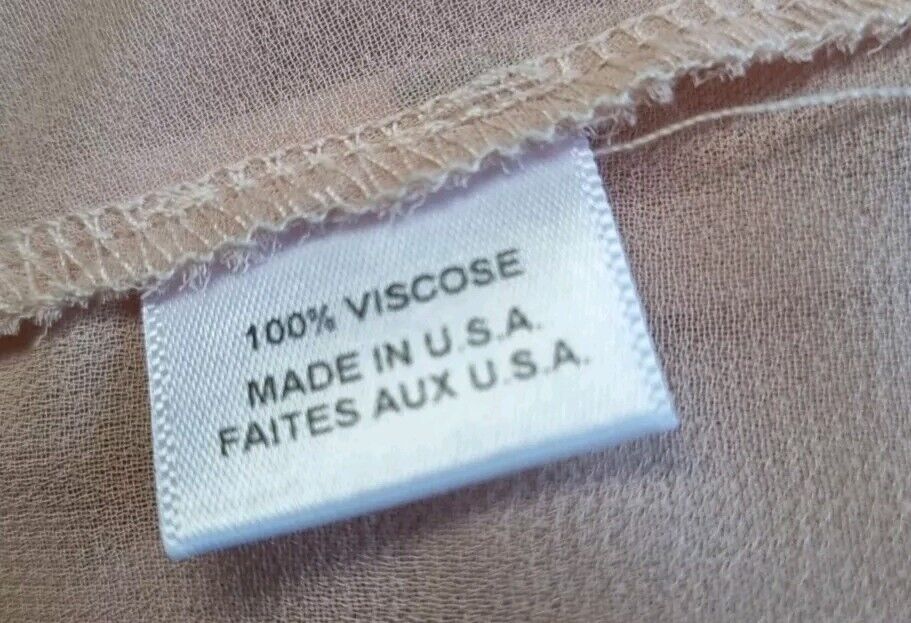 100% VISCOSE
MADE IN U.S.A.
FAITES AUX U.S.A.